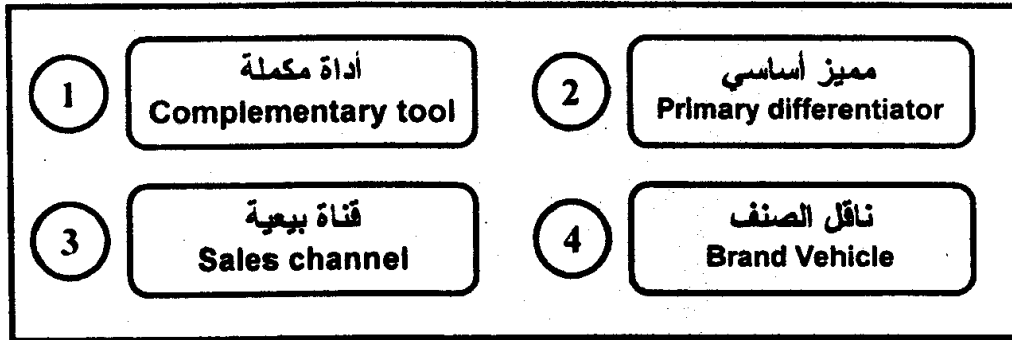 1
أداة مكملة
Complementary tool
2
مميز أساسي
Primary differentiator
3
قناة بيعية
Sales channel
4
ناقل الصنف
Brand Vehicle